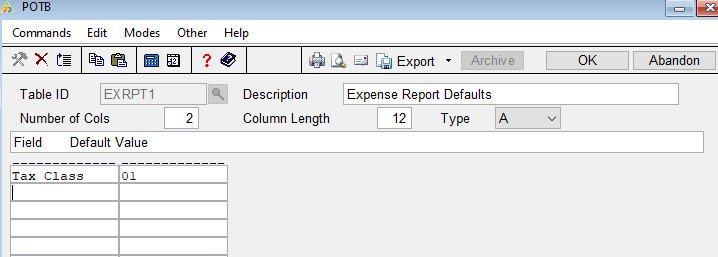 POTB
Commands Edit Modes Other Help
? Export Archive OK Abandon
Table ID EXRPT1 Description Expense Report Defaults
Number of Cols 2 Column Length 12 Type A
Field Default Value
------------ ------------
Tax Class 01